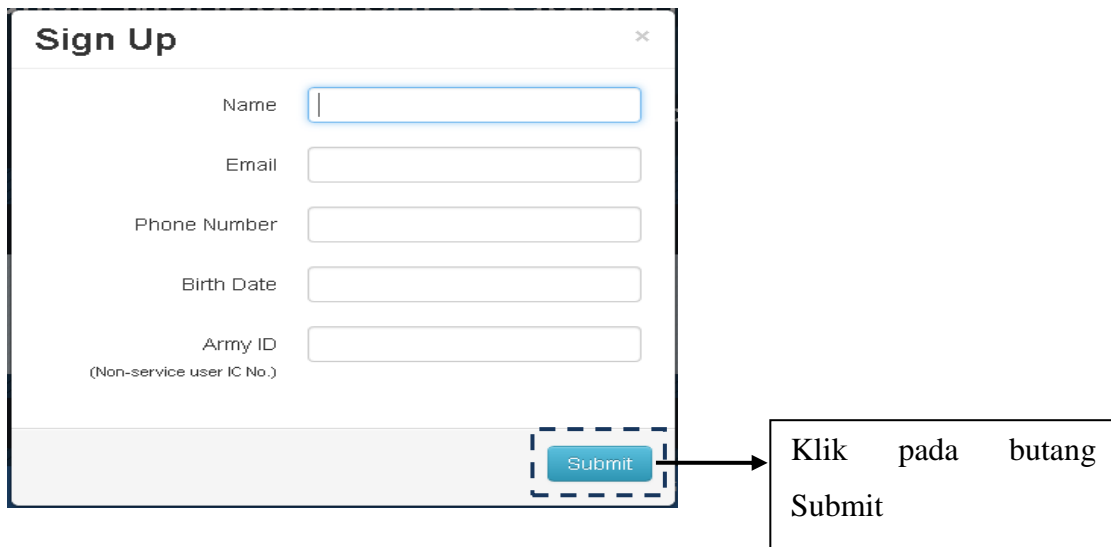 Sign Up ×
Name
Email
Phone Number
Birth Date
Army ID
(Non-service user IC No.)
Submit
Klik pada butang
Submit